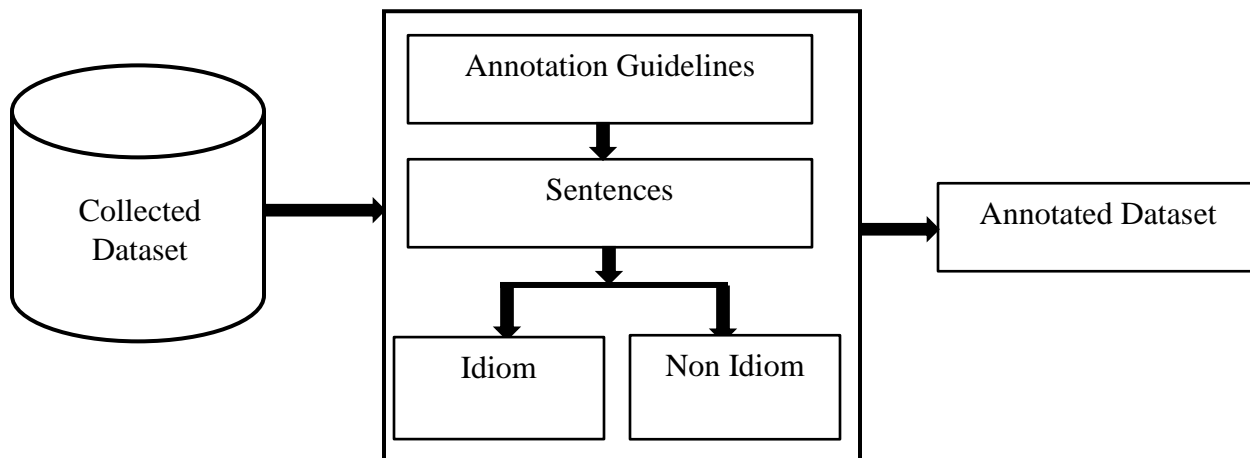 Collected
Dataset
Annotation Guidelines
Sentences
Idiom
Non Idiom
Annotated Dataset